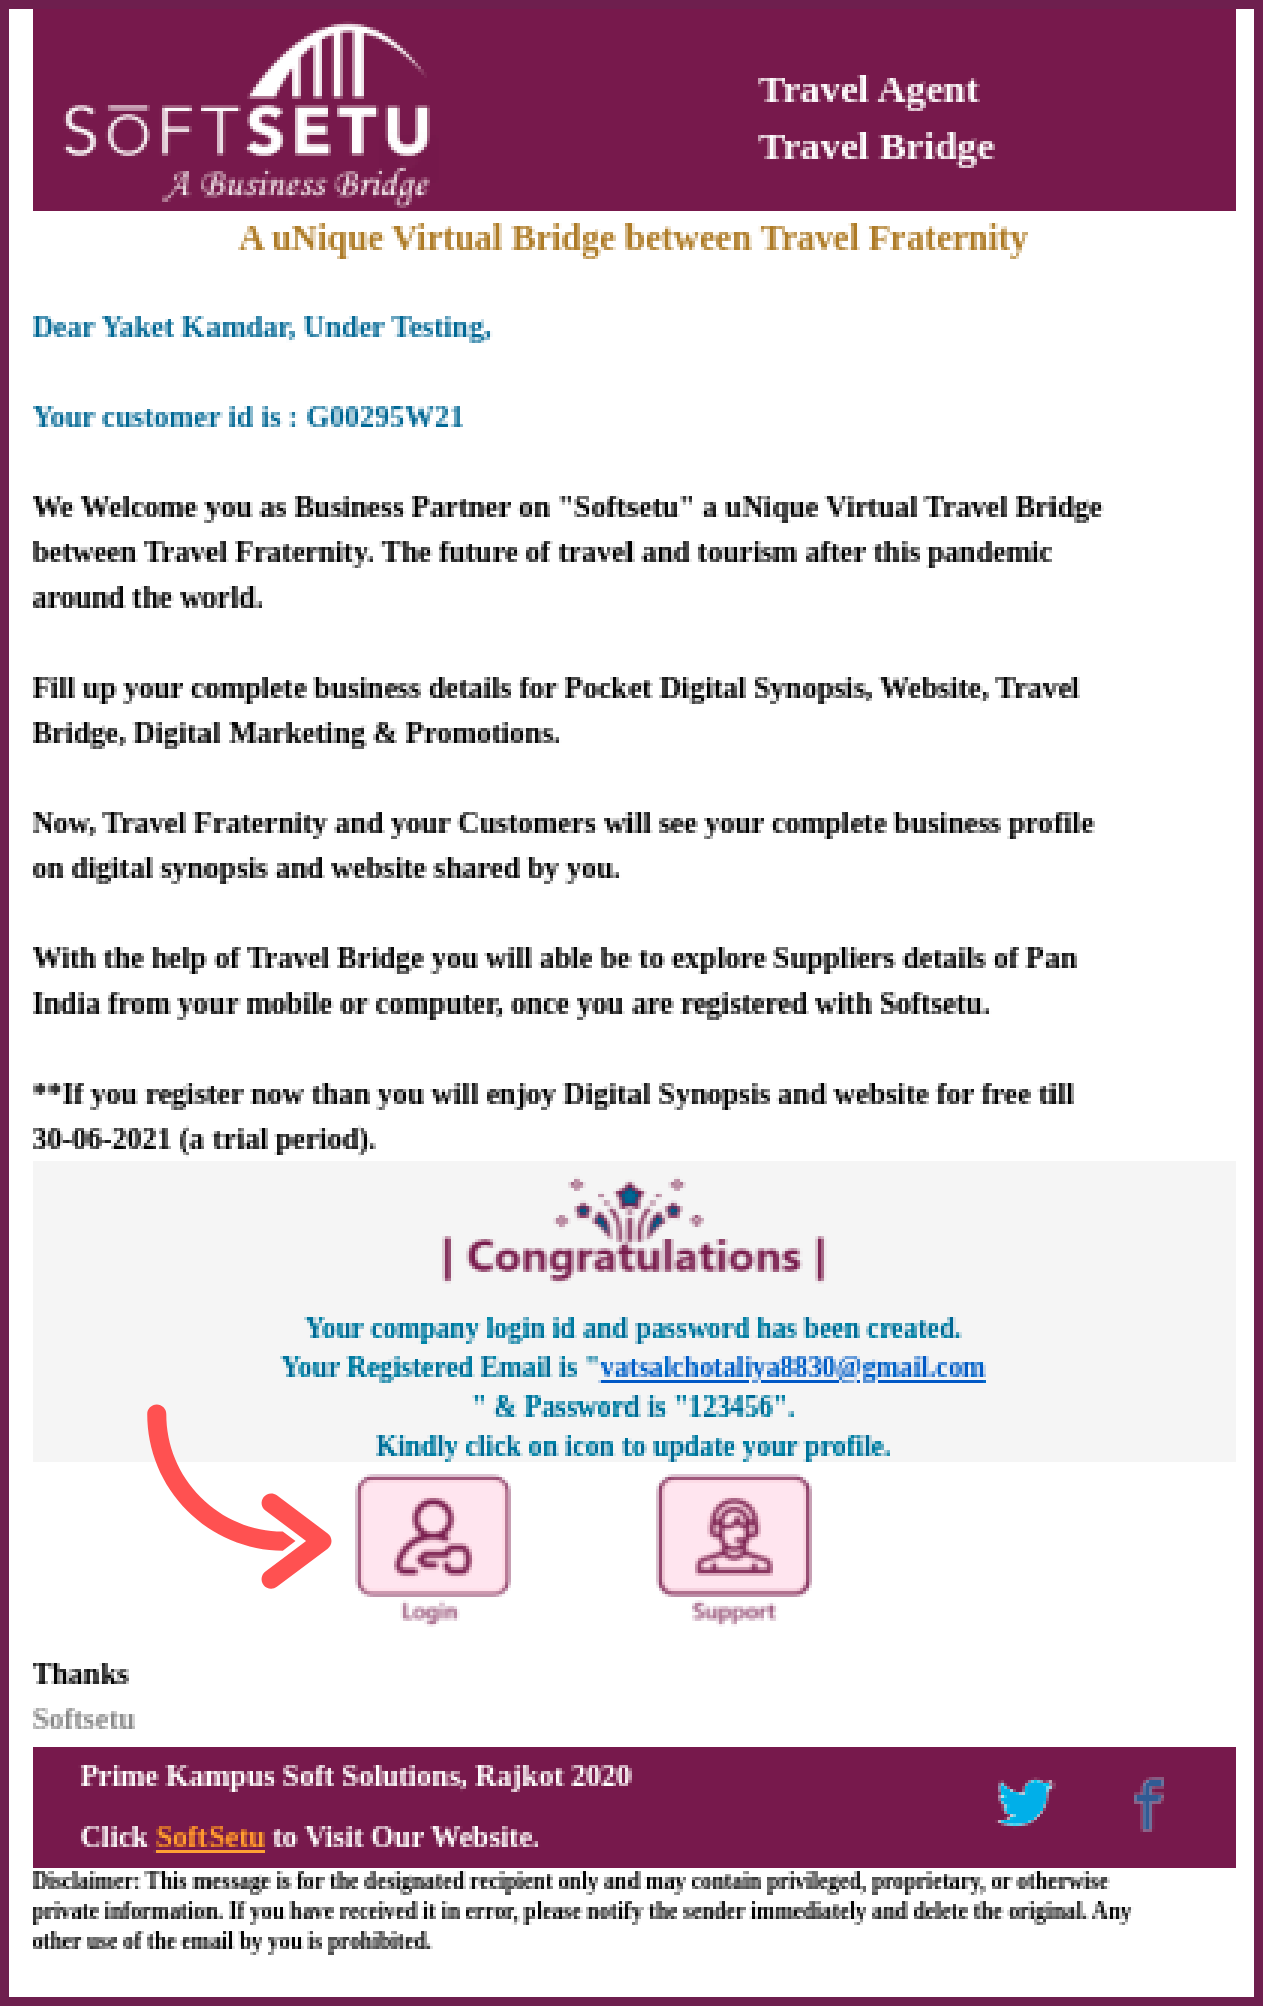 SŌFTSETU
A Business Bridge
Travel Agent
Travel Bridge
A uNique Virtual Bridge between Travel Fraternity
Dear Yaket Kamdar, Under Testing,
Your customer id is : G00295W21
We Welcome you as Business Partner on "Softsetu" a uNique Virtual Travel Bridge
between Travel Fraternity. The future of travel and tourism after this pandemic
around the world.
Fill up your complete business details for Pocket Digital Synopsis, Website, Travel
Bridge, Digital Marketing & Promotions.
Now, Travel Fraternity and your Customers will see your complete business profile
on digital synopsis and website shared by you.
With the help of Travel Bridge you will able be to explore Suppliers details of Pan
India from your mobile or computer, once you are registered with Softsetu.
**If you register now than you will enjoy Digital Synopsis and website for free till
30-06-2021 (a trial period).
| Congratulations |
Your company login id and password has been created.
Your Registered Email is "vatsalchotaliya8830@gmail.com
" & Password is "123456".
Kindly click on icon to update your profile.
Login
Support
Thanks
Softsetu
Prime Kampus Soft Solutions, Rajkot 2020
Click SoftSetu to Visit Our Website.
Disclaimer: This message is for the designated recipient only and may contain privileged, proprietary, or otherwise
private information. If you have received it in error, please notify the sender immediately and delete the original. Any
other use of the email by you is prohibited.